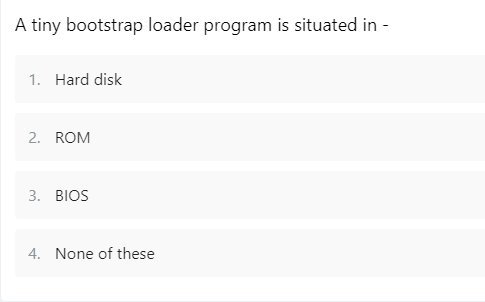 A tiny bootstrap loader program is situated in -
1. Hard disk
2. ROM
3. BIOS
4. None of these